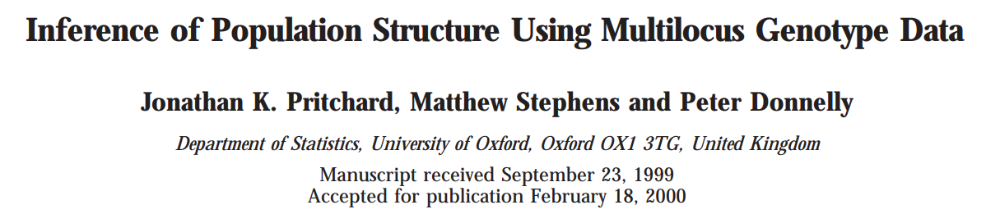 Inference of Population Structure Using Multilocus Genotype Data
Jonathan K. Pritchard, Matthew Stephens and Peter Donnelly
Department of Statistics, University of Oxford, Oxford OX1 3TG, United Kingdom
Manuscript received September 23, 1999
Accepted for publication February 18, 2000